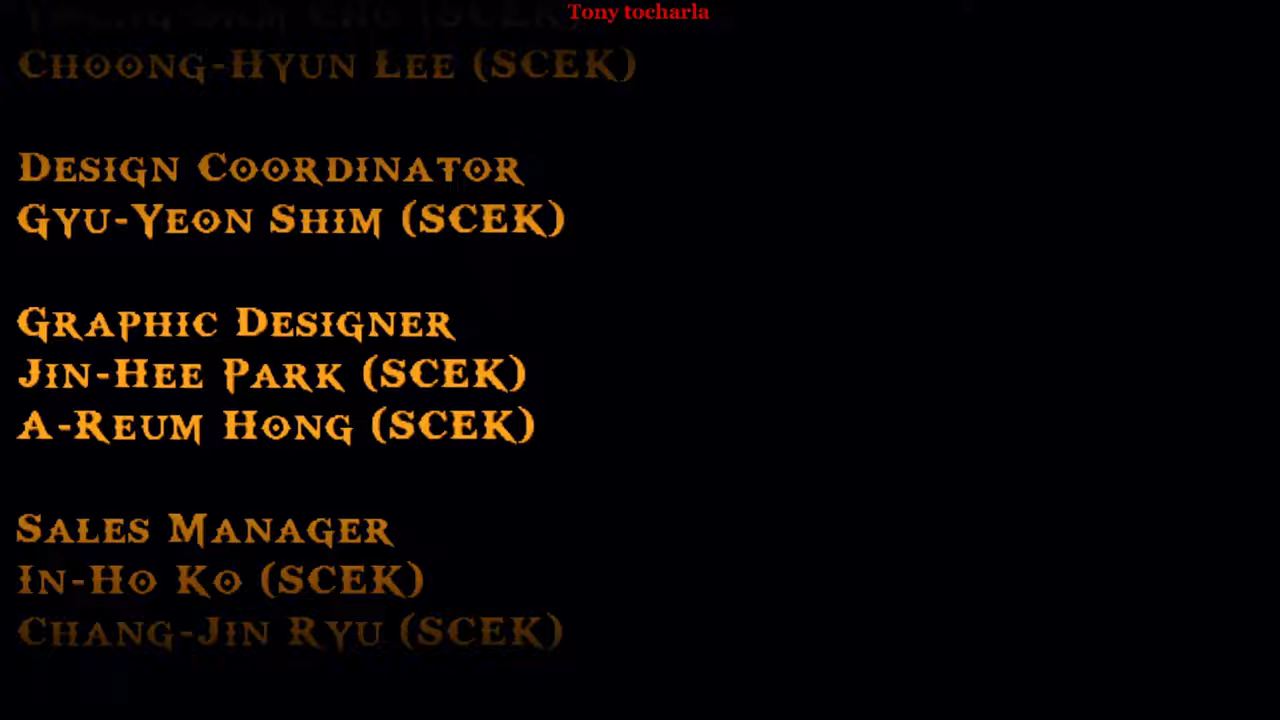 Tony tocharla
(SCEK)
Choong-Hyun Lee (SCEK)
Design Coordinator
Gyu-Yeon Shim (SCEK)
Graphic Designer
Jin-Hee Park (SCEK)
A-Reum Hong (SCEK)
Sales Manager
In-Ho Ko (SCEK)
Chang-Jin Ryu (SCEK)